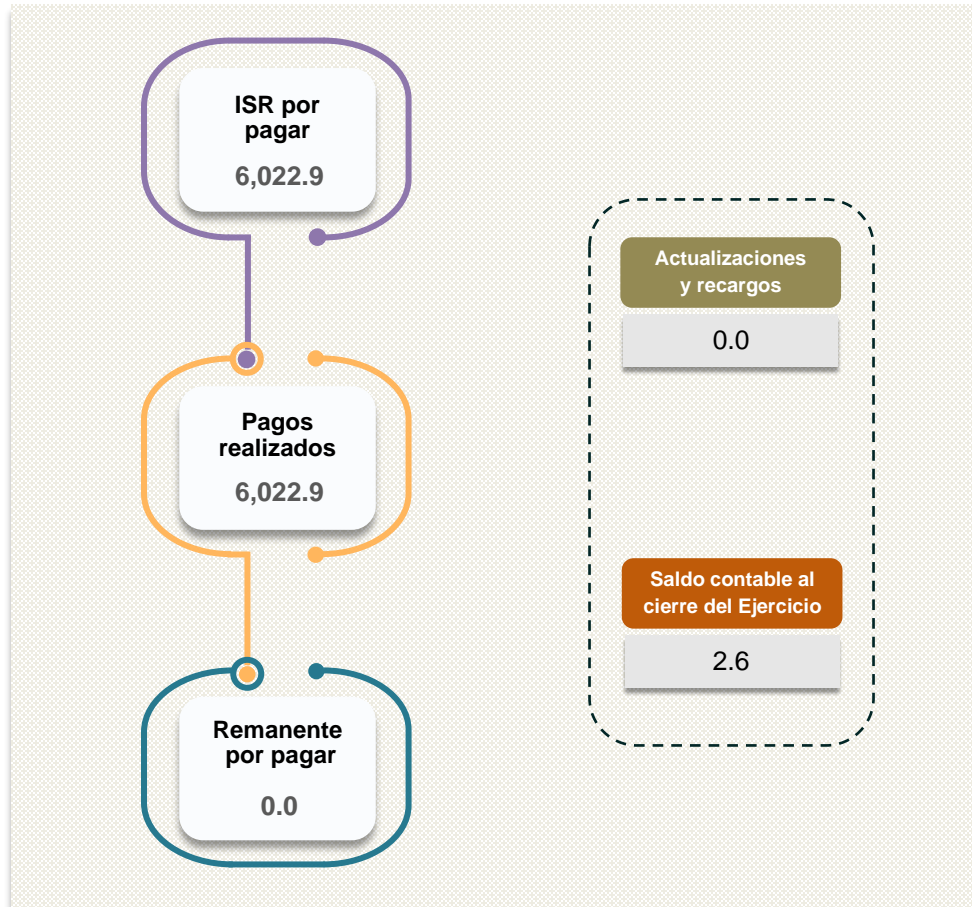 ISR por
pagar
6,022.9
Pagos
realizados
6,022.9
Remanente
por pagar
0.0
Actualizaciones
y recargos
0.0
Saldo contable al
cierre del Ejercicio
2.6